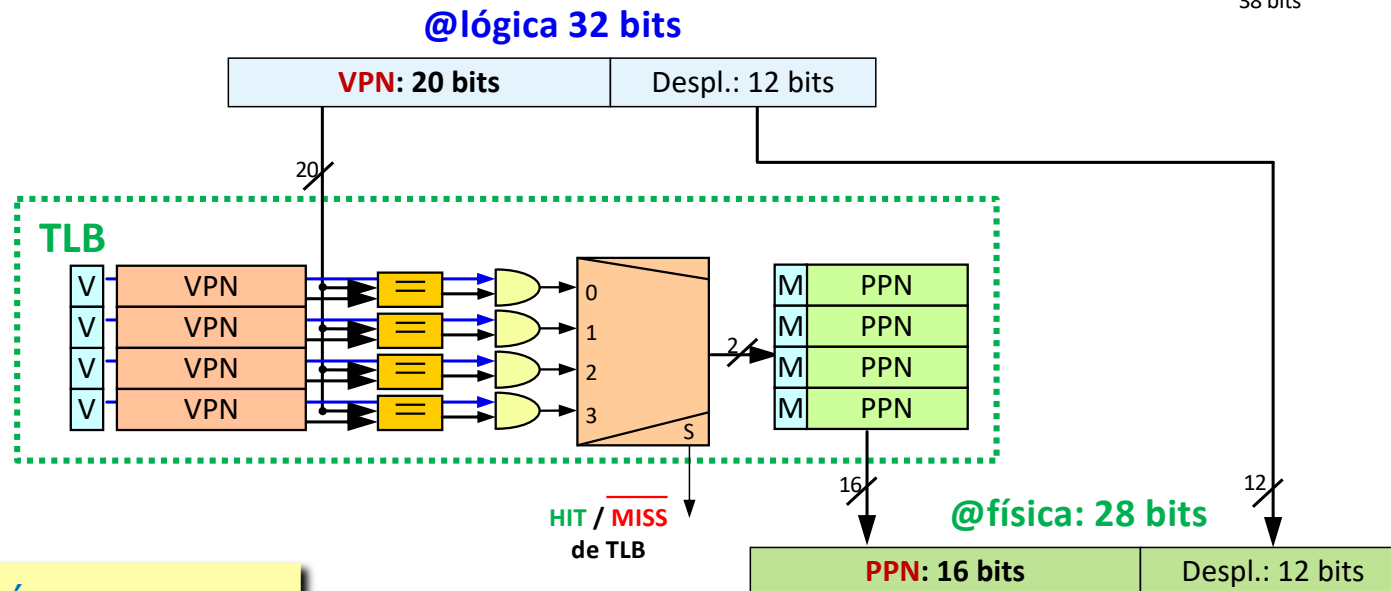 38 bits
@lógica 32 bits
VPN: 20 bits
Despl.: 12 bits
20
TLB
V VPN = 0 M PPN
V VPN = 1 M PPN
V VPN = 2 M PPN
V VPN = 3 M PPN
2
S
HIT / MISS
de TLB
16
12
@física: 28 bits
PPN: 16 bits
Despl.: 12 bits